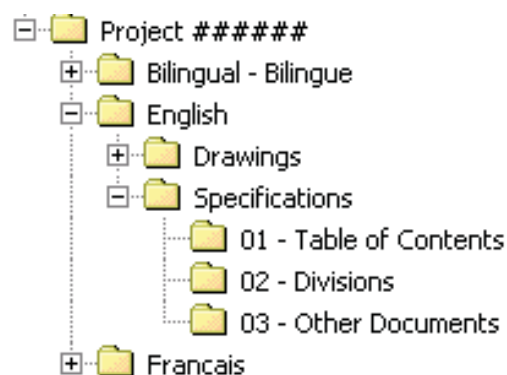 Project ######
Bilingual - Bilingue
English
Drawings
Specifications
01 - Table of Contents
02 - Divisions
03 - Other Documents
Francais